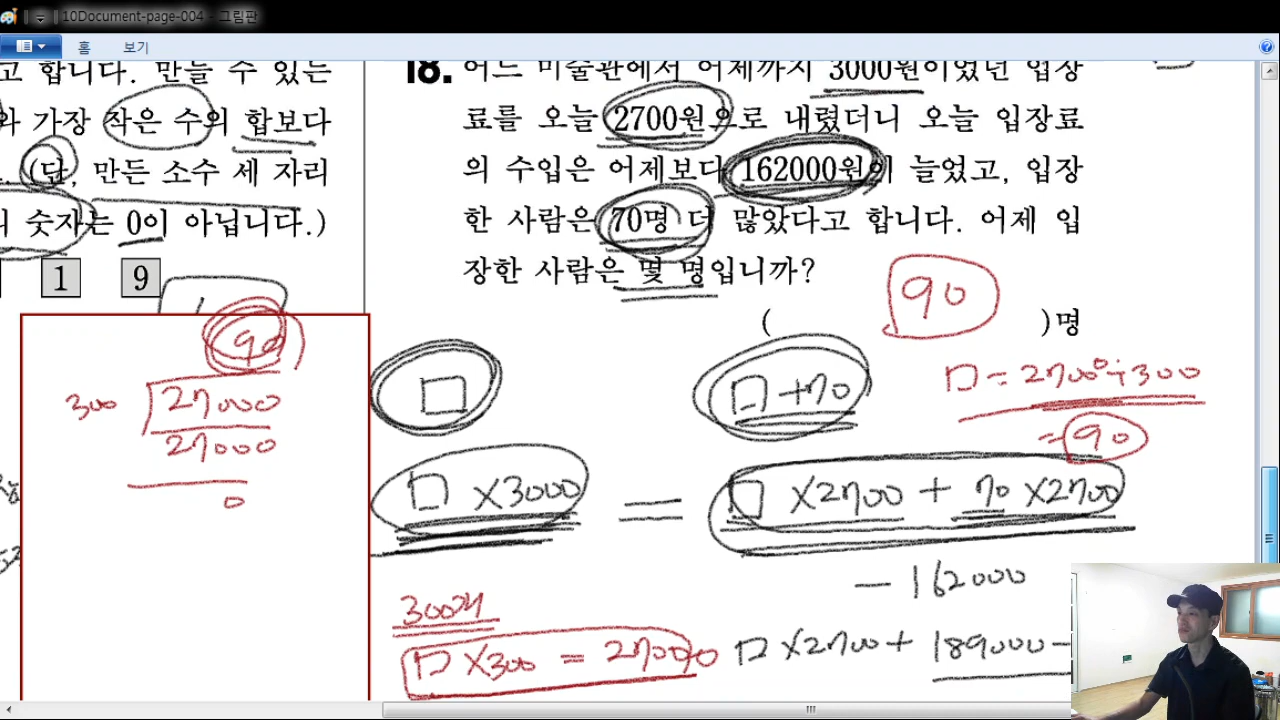 10Document-page-004 - 그림판
홈 보기
고 합니다. 만들 수 있는
와 가장 작은 수의 합보다
(단, 만든 소수 세 자리
숫자는 0이 아닙니다.)
1 9
18. 어느 미술관에서 어제까지 3000원이었던 입장
료를 오늘 2700원으로 내렸더니 오늘 입장료
의 수입은 어제보다 162000원이 늘었고, 입장
한 사람은 70명 더 많았다고 합니다. 어제 입
장한 사람은 몇 명입니까?
( 90 )명
90
300 27000
27000
0
□ □+70
□=27000÷300
=90
□×3000 = □×2700+70×2700
-162000
300개
□×300=27000
□×2700+189000-